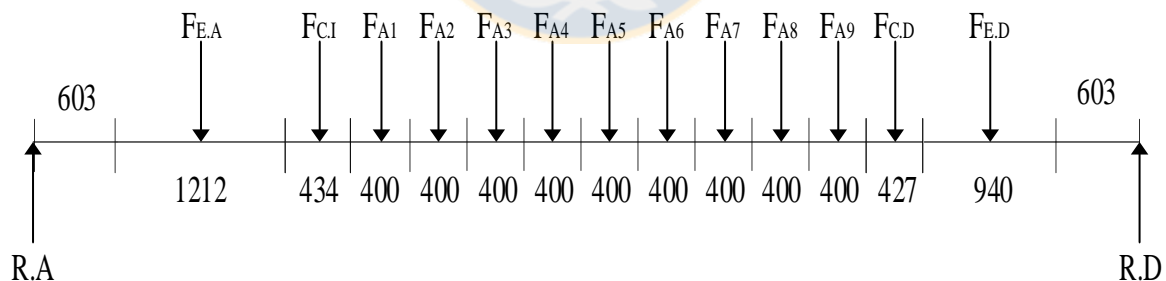 FE.A FC.I FA1 FA2 FA3 FA4 FA5 FA6 FA7 FA8 FA9 FC.D FE.D
603 603
1212 434 400 400 400 400 400 400 400 400 400 427 940
R.A R.D